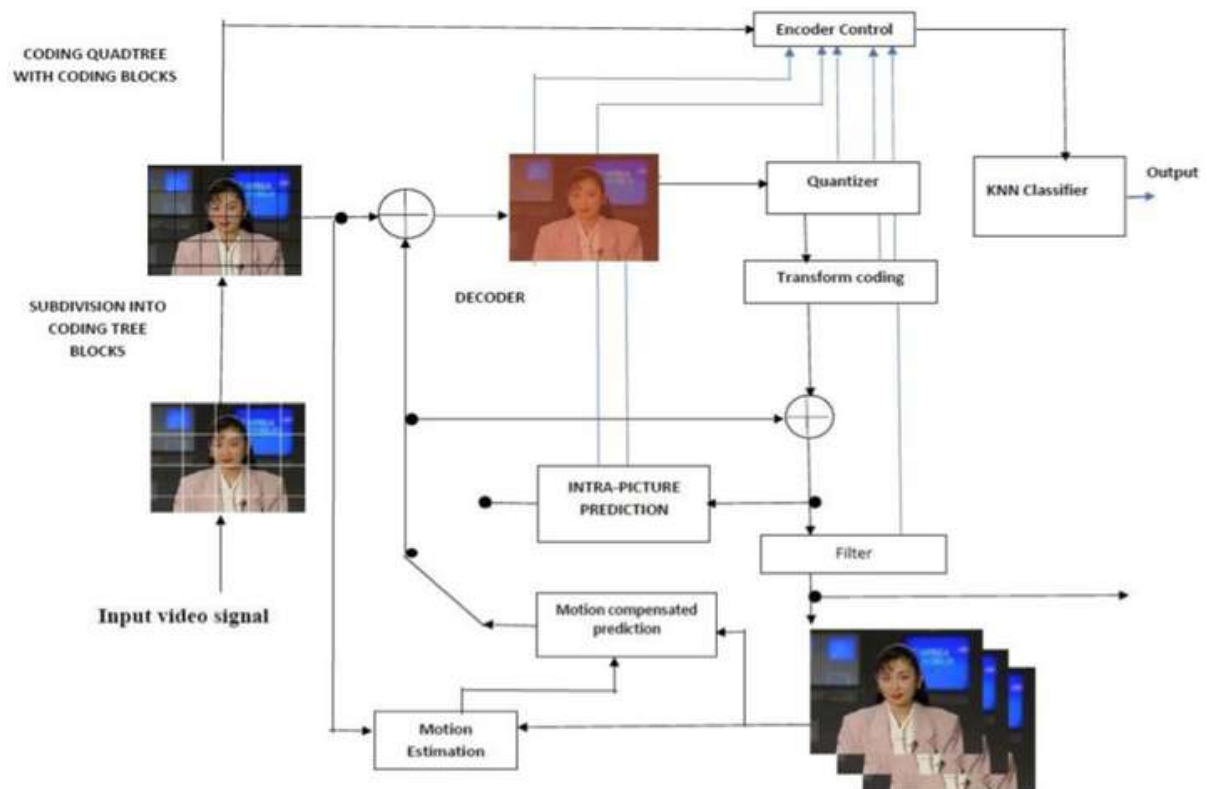 Encoder Control
CODING QUADTREE
WITH CODING BLOCKS
Quantizer
KNN Classifier
Output
Transform coding
SUBDIVISION INTO
CODING TREE
BLOCKS
DECODER
INTRA-PICTURE
PREDICTION
Filter
Input video signal
Motion compensated
prediction
Motion
Estimation